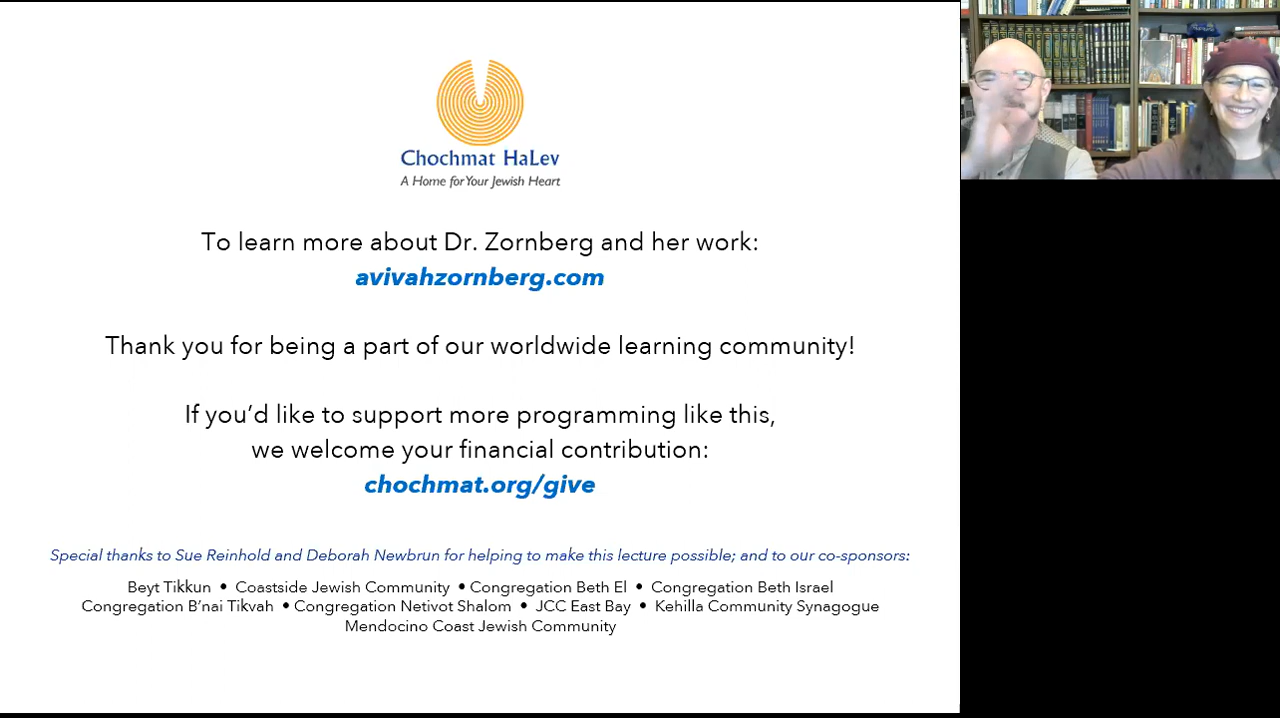 Chochmat HaLev
A Home for Your Jewish Heart
To learn more about Dr. Zornberg and her work:
avivahzornberg.com
Thank you for being a part of our worldwide learning community!
If you’d like to support more programming like this,
we welcome your financial contribution:
chochmat.org/give
Special thanks to Sue Reinhold and Deborah Newbrun for helping to make this lecture possible; and to our co-sponsors:
Beyt Tikkun • Coastside Jewish Community • Congregation Beth El • Congregation Beth Israel
Congregation B’nai Tikvah • Congregation Netivot Shalom • JCC East Bay • Kehilla Community Synagogue
Mendocino Coast Jewish Community